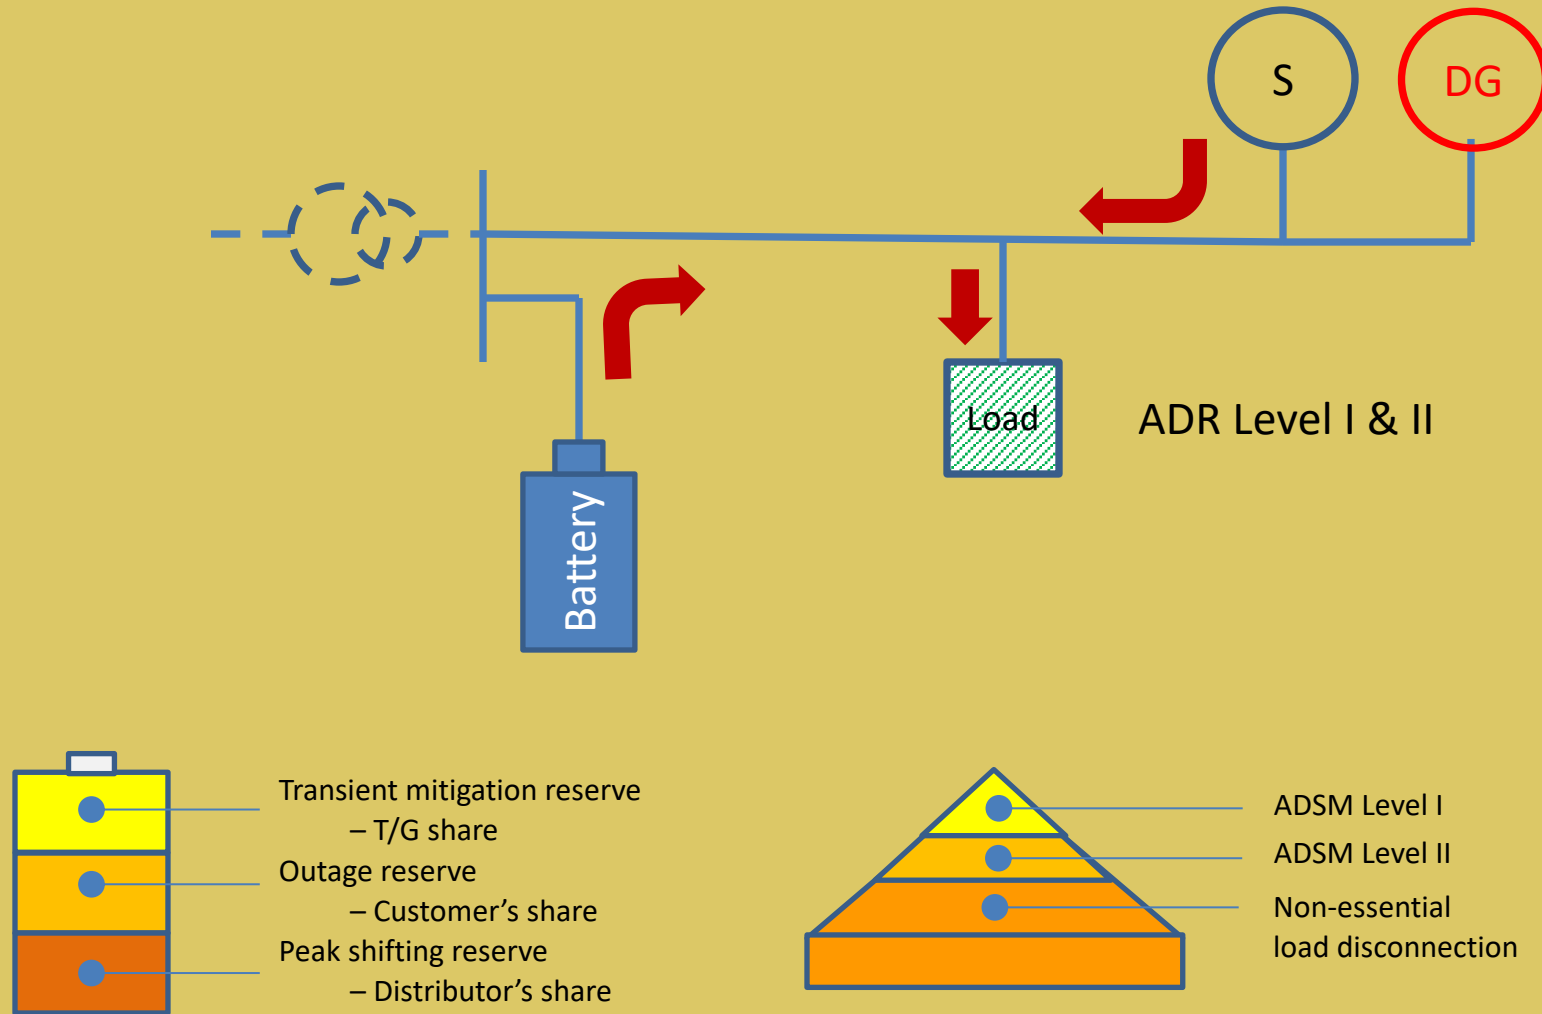 S
DG
Load
ADR Level I & II
Battery
Transient mitigation reserve
– T/G share
Outage reserve
– Customer’s share
Peak shifting reserve
– Distributor’s share
ADSM Level I
ADSM Level II
Non-essential
load disconnection